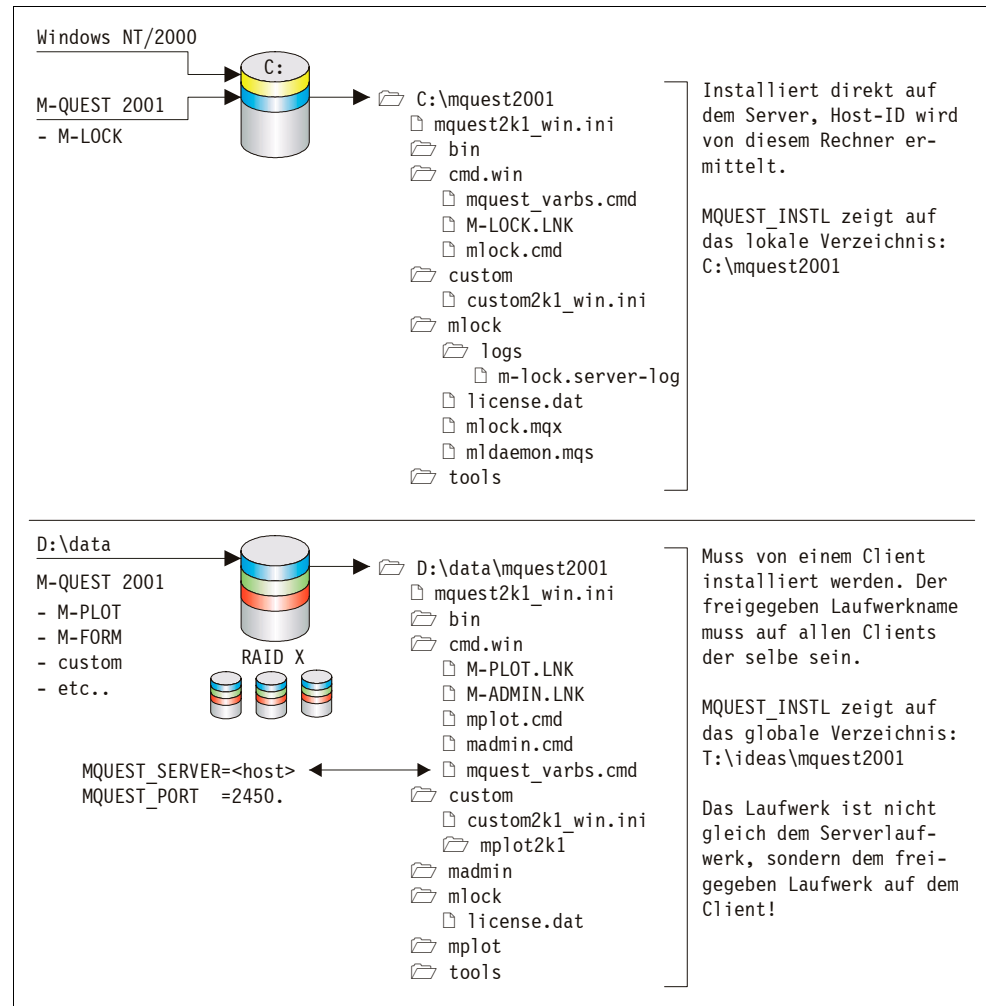 Windows NT/2000
C:
M-QUEST 2001
- M-LOCK
C:\mquest2001
mquest2k1_win.ini
bin
cmd.win
mquest_varbs.cmd
M-LOCK.LNK
mlock.cmd
custom
custom2k1_win.ini
mlock
logs
m-lock.server-log
license.dat
mlock.mqx
mldaemon.mqs
tools
Installiert direkt auf
dem Server, Host-ID wird
von diesem Rechner er-
mittelt.
MQUEST_INSTL zeigt auf
das lokale Verzeichnis:
C:\mquest2001
D:\data
M-QUEST 2001
- M-PLOT
- M-FORM
- custom
- etc..
RAID X
MQUEST_SERVER=<host>
MQUEST_PORT =2450.
D:\data\mquest2001
mquest2k1_win.ini
bin
cmd.win
M-PLOT.LNK
M-ADMIN.LNK
mplot.cmd
madmin.cmd
mquest_varbs.cmd
custom
custom2k1_win.ini
mplot2k1
madmin
mlock
license.dat
mplot
tools
Muss von einem Client
installiert werden. Der
freigegeben Laufwerkname
muss auf allen Clients
der selbe sein.
MQUEST_INSTL zeigt auf
das globale Verzeichnis:
T:\ideas\mquest2001
Das Laufwerk ist nicht
gleich dem Serverlauf-
werk, sondern dem frei-
gegeben Laufwerk auf dem
Client!